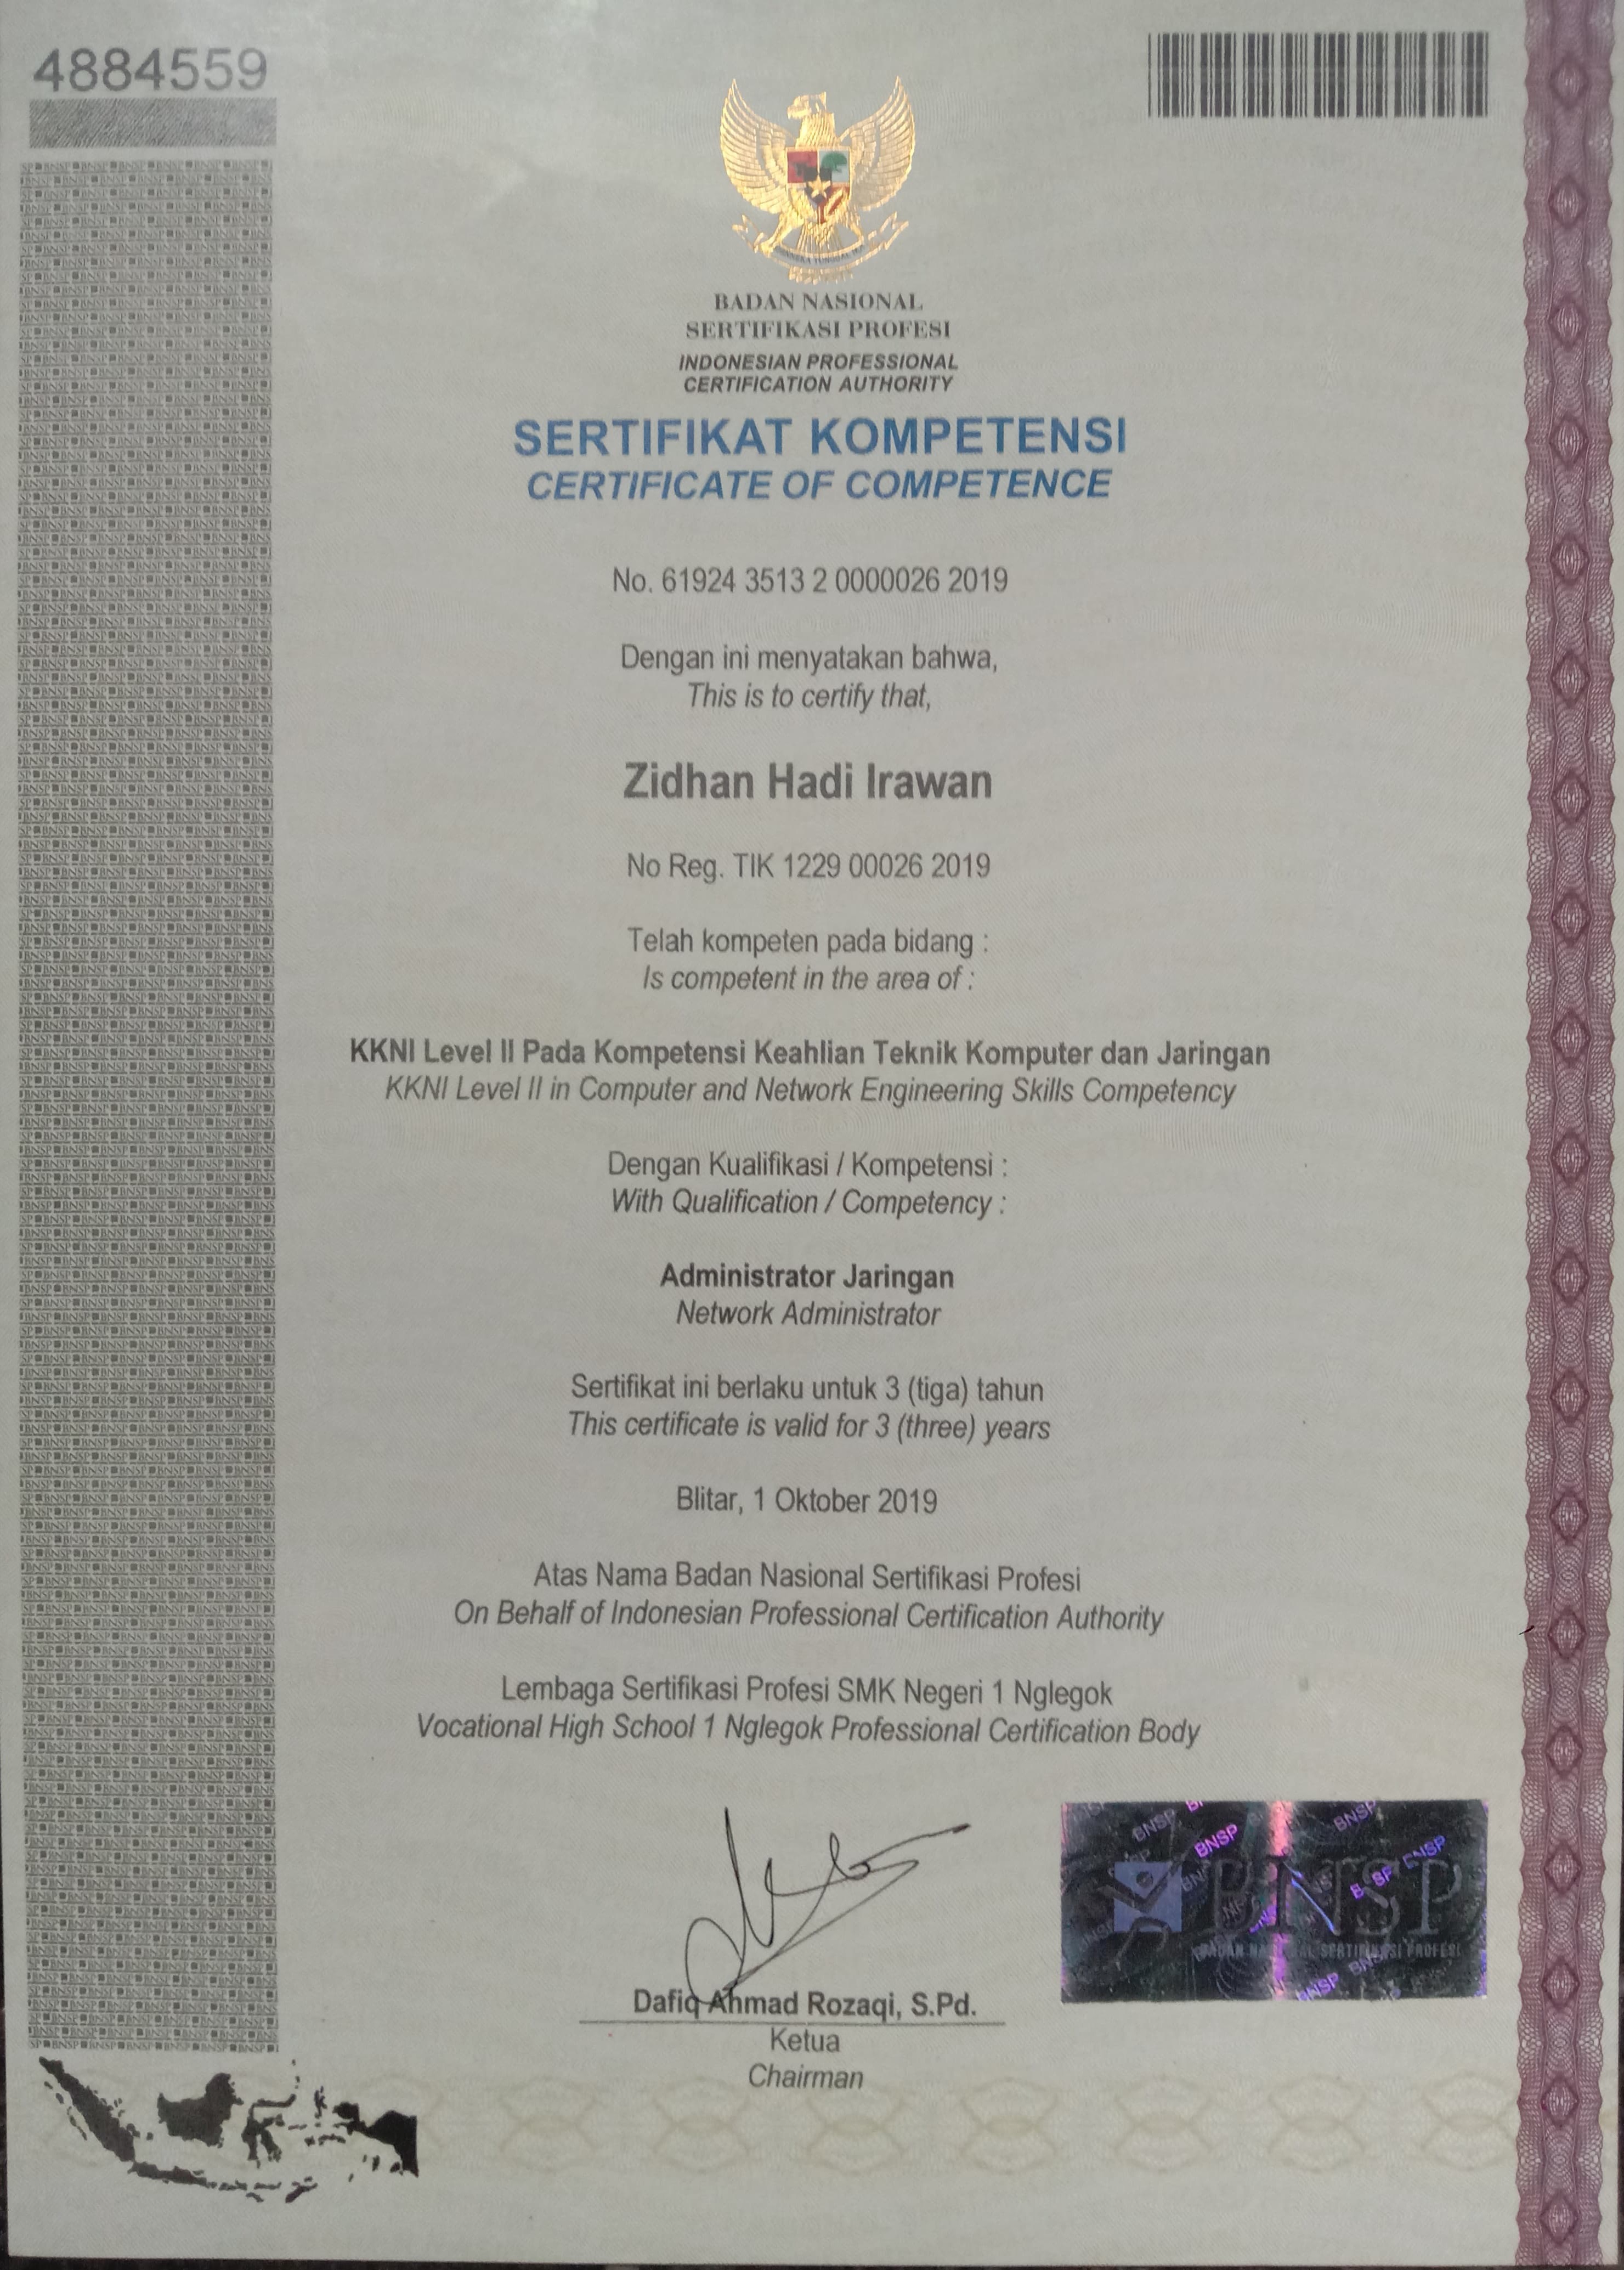 4884559
BADAN NASIONAL
SERTIFIKASI PROFESI
INDONESIAN PROFESSIONAL
CERTIFICATION AUTHORITY
SERTIFIKAT KOMPETENSI
CERTIFICATE OF COMPETENCE
No. 61924 3513 2 0000026 2019
Dengan ini menyatakan bahwa,
This is to certify that,
Zidhan Hadi Irawan
No Reg. TIK 1229 00026 2019
Telah kompeten pada bidang :
Is competent in the area of :
KKNI Level II Pada Kompetensi Keahlian Teknik Komputer dan Jaringan
KKNI Level II in Computer and Network Engineering Skills Competency
Dengan Kualifikasi / Kompetensi :
With Qualification / Competency :
Administrator Jaringan
Network Administrator
Sertifikat ini berlaku untuk 3 (tiga) tahun
This certificate is valid for 3 (three) years
Blitar, 1 Oktober 2019
Atas Nama Badan Nasional Sertifikasi Profesi
On Behalf of Indonesian Professional Certification Authority
Lembaga Sertifikasi Profesi SMK Negeri 1 Nglegok
Vocational High School 1 Nglegok Professional Certification Body
BNSP
BADAN NASIONAL SERTIFIKASI PROFESI
Dafiq Ahmad Rozaqi, S.Pd.
Ketua
Chairman